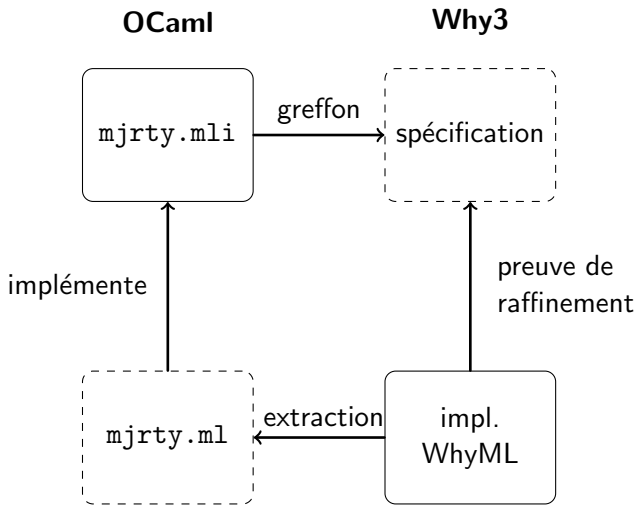 OCaml
Why3
mjrty.mli
greffon
spécification
implémente
preuve de
raffinement
mjrty.ml
extraction
impl.
WhyML